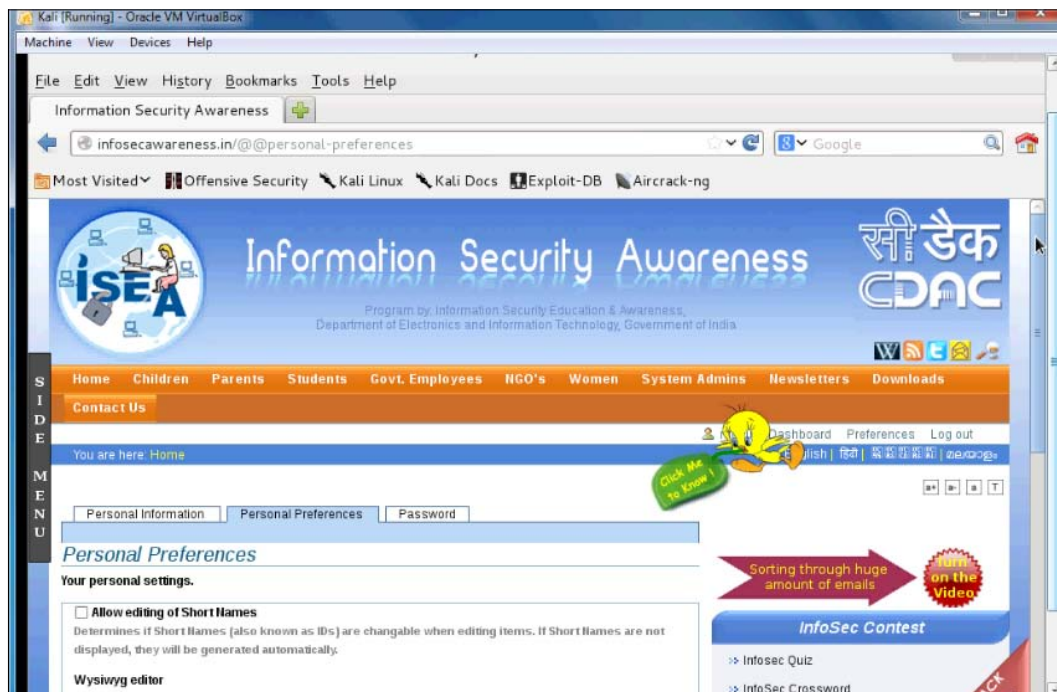 Kali [Running] - Oracle VM VirtualBox
Machine View Devices Help
File Edit View History Bookmarks Tools Help
Information Security Awareness
infosecawareness.in/@@personal-preferences
Google
Most Visited Offensive Security Kali Linux Kali Docs Exploit-DB Aircrack-ng
ISEA
Information Security Awareness
सी डैक
CDAC
Program by: Information Security Education & Awareness,
Department of Electronics and Information Technology, Government of India
SIDE MENU
Home Children Parents Students Govt. Employees NGO's Women System Admins Newsletters Downloads
Contact Us
Dashboard Preferences Log out
You are here: Home
हिंदी | മലയാളം
Click Me
to Know !
a+ a- a T
Personal Information Personal Preferences Password
Personal Preferences
Your personal settings.
Sorting through huge
amount of emails
Turn
on the
Video
Allow editing of Short Names
Determines if Short Names (also known as IDs) are changable when editing items. If Short Names are not
displayed, they will be generated automatically.
Wysiwyg editor
InfoSec Contest
Infosec Quiz
InfoSec Crossword